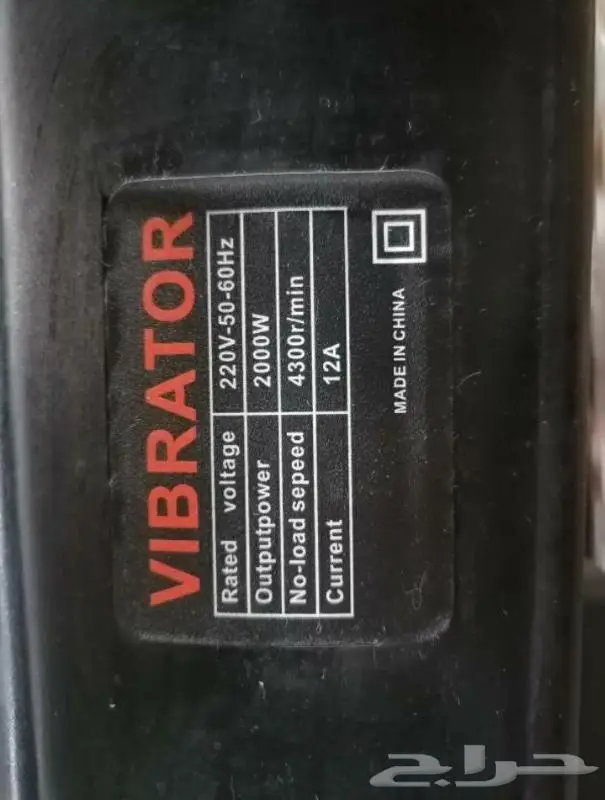 VIBRATOR
Rated voltage 220V-50-60Hz
Outputpower 2000W
No-load sepeed 4300r/min
Current 12A
MADE IN CHINA
حراج